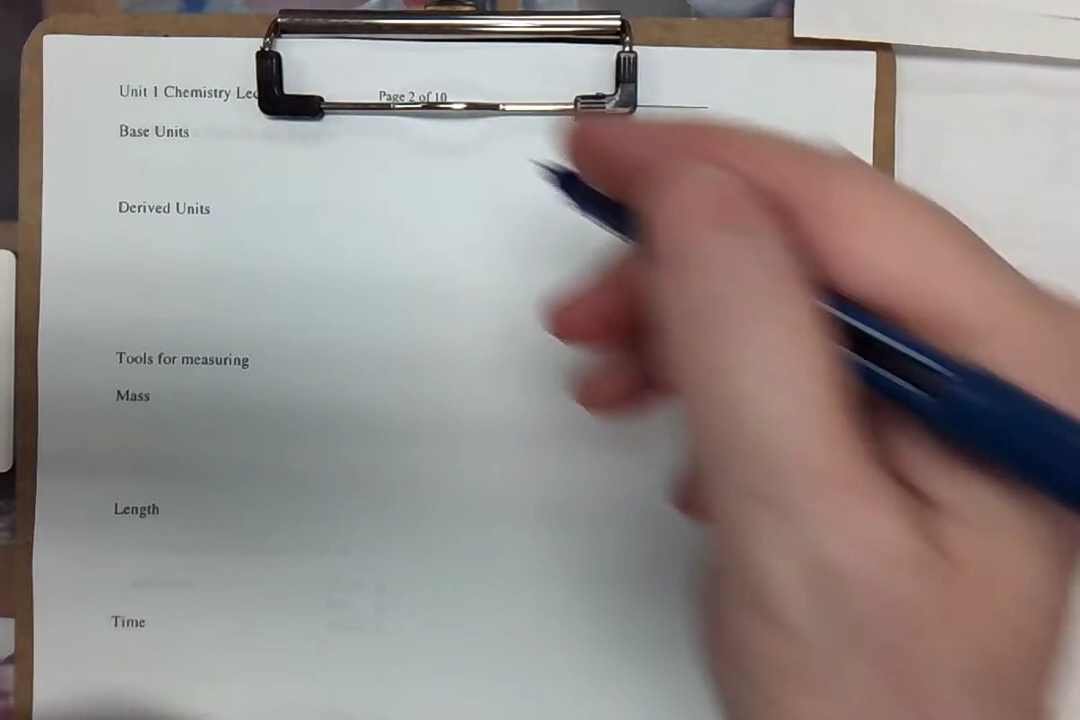 Unit 1 Chemistry Page 2 of 10
Base Units
Derived Units
Tools for measuring
Mass
Length
Time